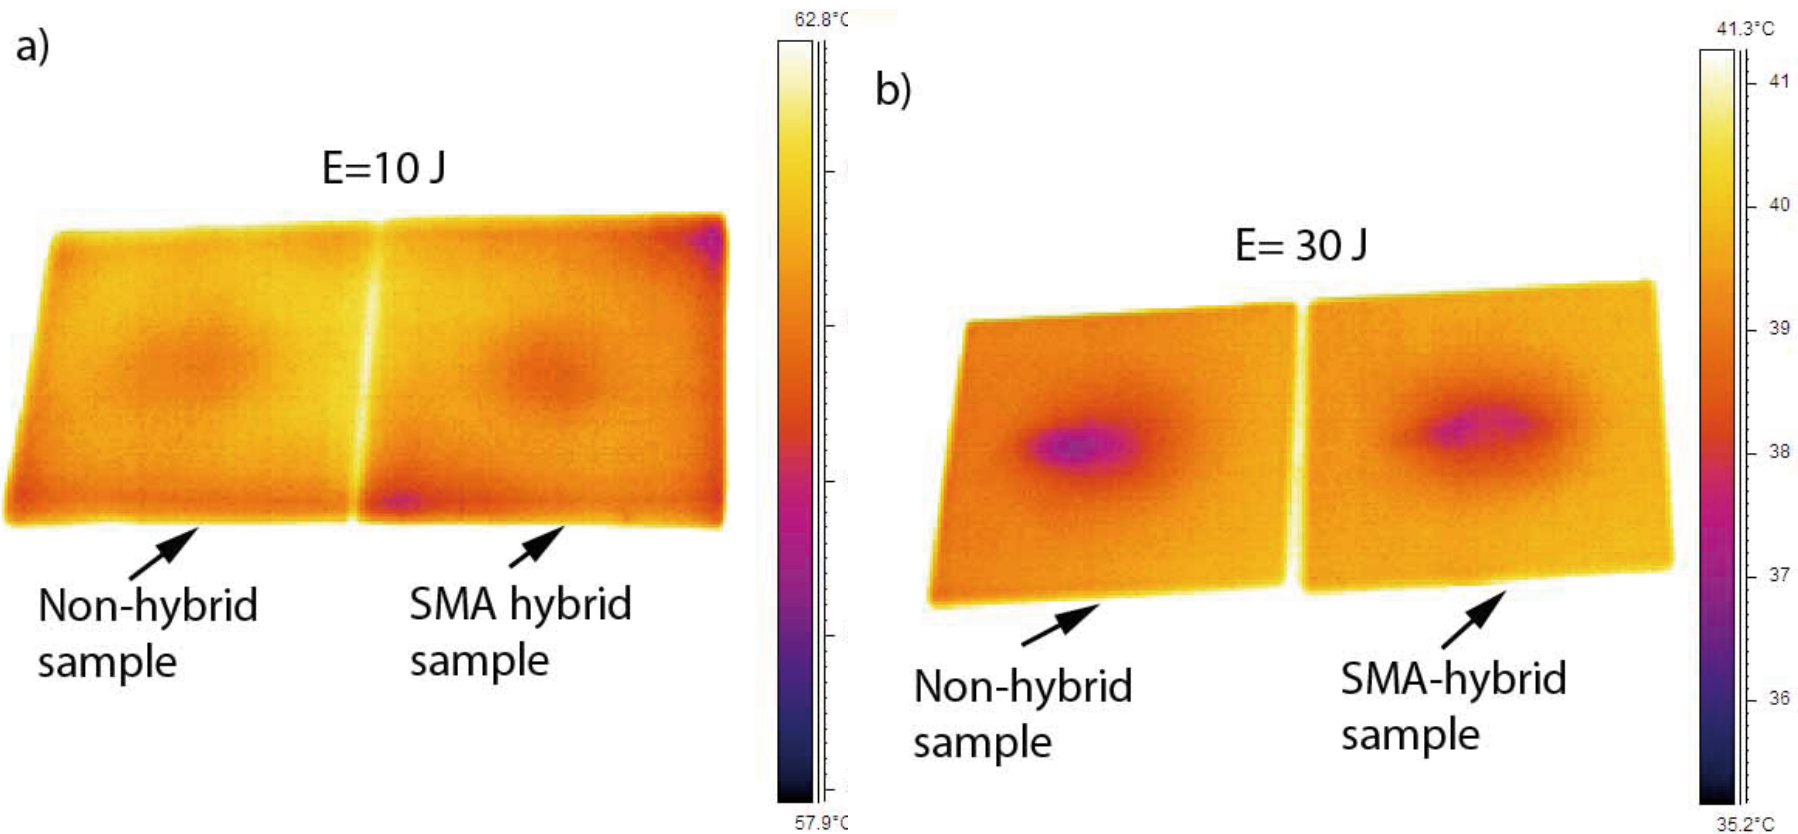 a)
62.8°C
E=10 J
Non-hybrid
sample
SMA hybrid
sample
57.9°C
b)
41.3°C
E= 30 J
41
40
39
38
37
36
Non-hybrid
sample
SMA-hybrid
sample
35.2°C